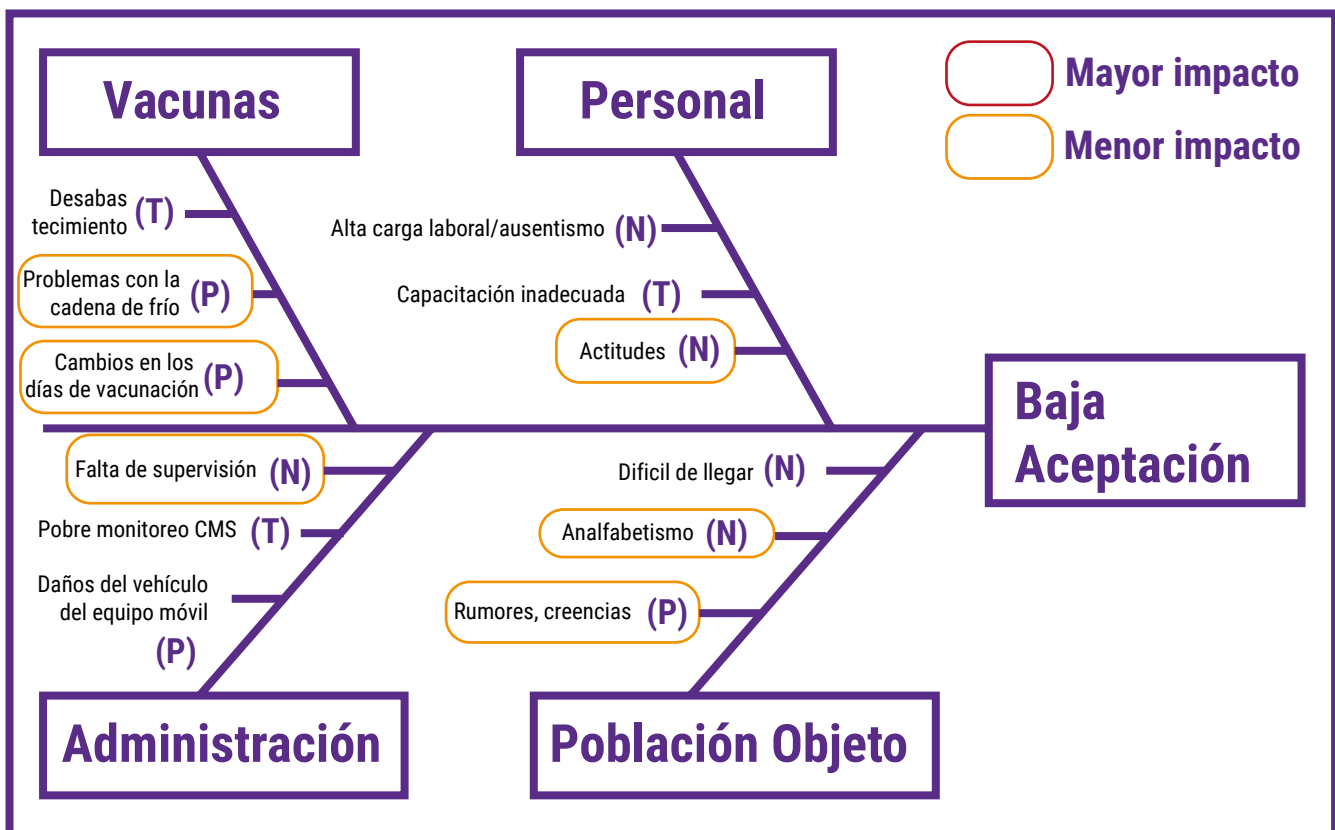 Vacunas
Personal
Mayor impacto
Menor impacto
Desabas
tecimiento (T)
Problemas con la
cadena de frío (P)
Cambios en los
días de vacunación (P)
Alta carga laboral/ausentismo (N)
Capacitación inadecuada (T)
Actitudes (N)
Baja
Aceptación
Falta de supervisión (N)
Pobre monitoreo CMS (T)
Daños del vehículo
del equipo móvil
(P)
Dificil de llegar (N)
Analfabetismo (N)
Rumores, creencias (P)
Administración
Población Objeto